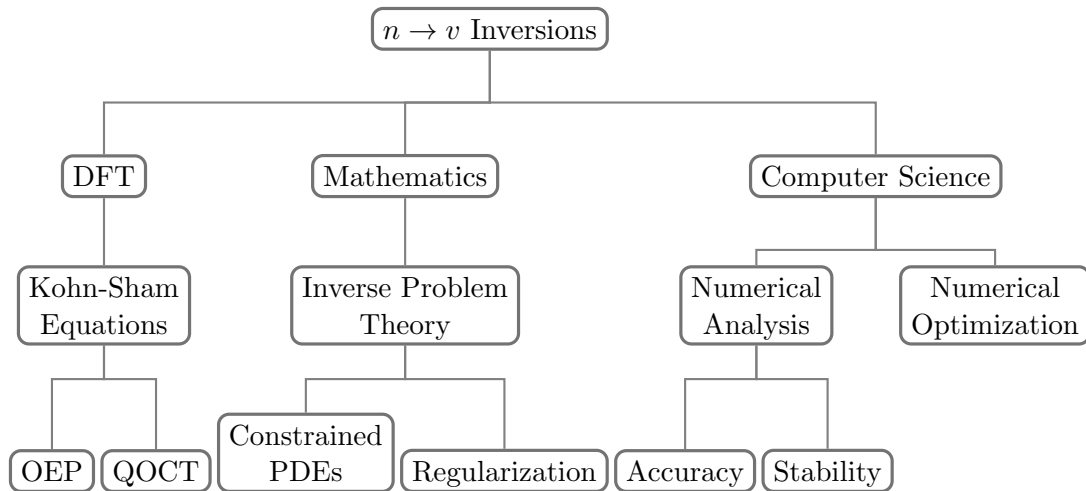 n → v Inversions
DFT
Mathematics
Computer Science
Kohn-Sham
Equations
Inverse Problem
Theory
Numerical
Analysis
Numerical
Optimization
OEP
QOCT
Constrained
PDEs
Regularization
Accuracy
Stability